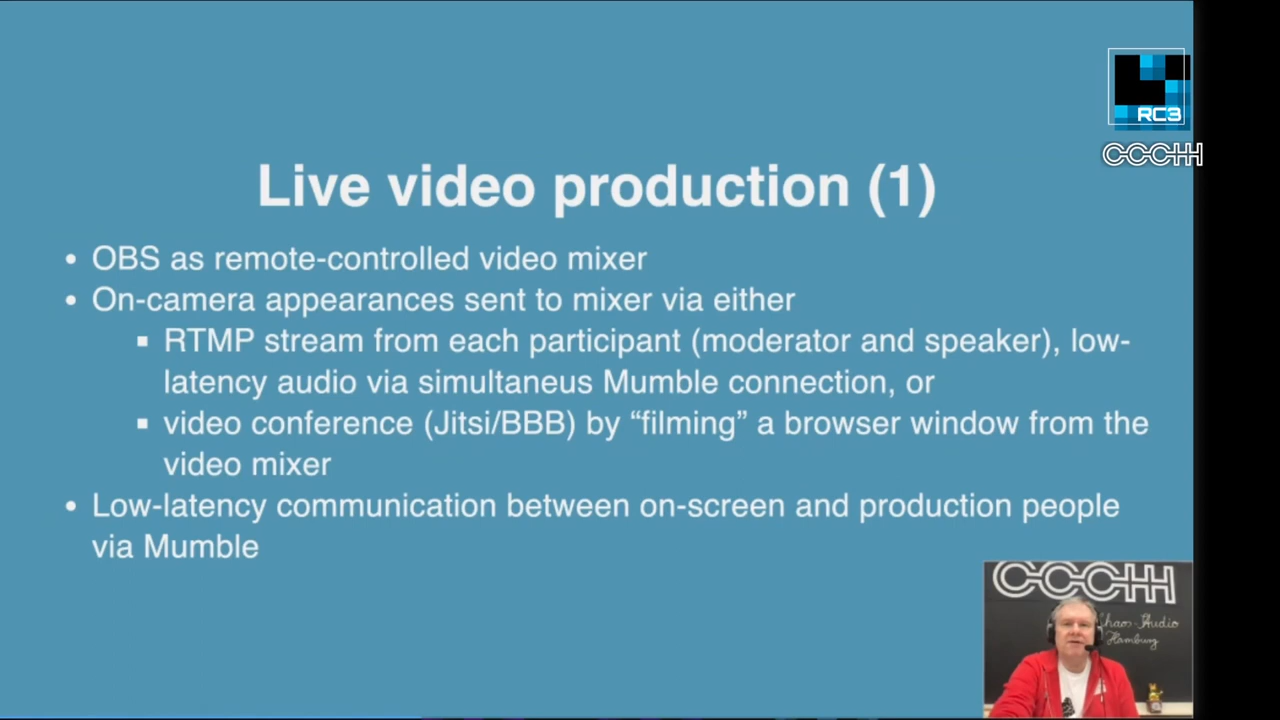 RC3
CCCHH
Live video production (1)
• OBS as remote-controlled video mixer
• On-camera appearances sent to mixer via either
▪ RTMP stream from each participant (moderator and speaker), low-
latency audio via simultaneus Mumble connection, or
▪ video conference (Jitsi/BBB) by “filming” a browser window from the
video mixer
• Low-latency communication between on-screen and production people
via Mumble
CCCHH
Chaos-Audio
Hamburg